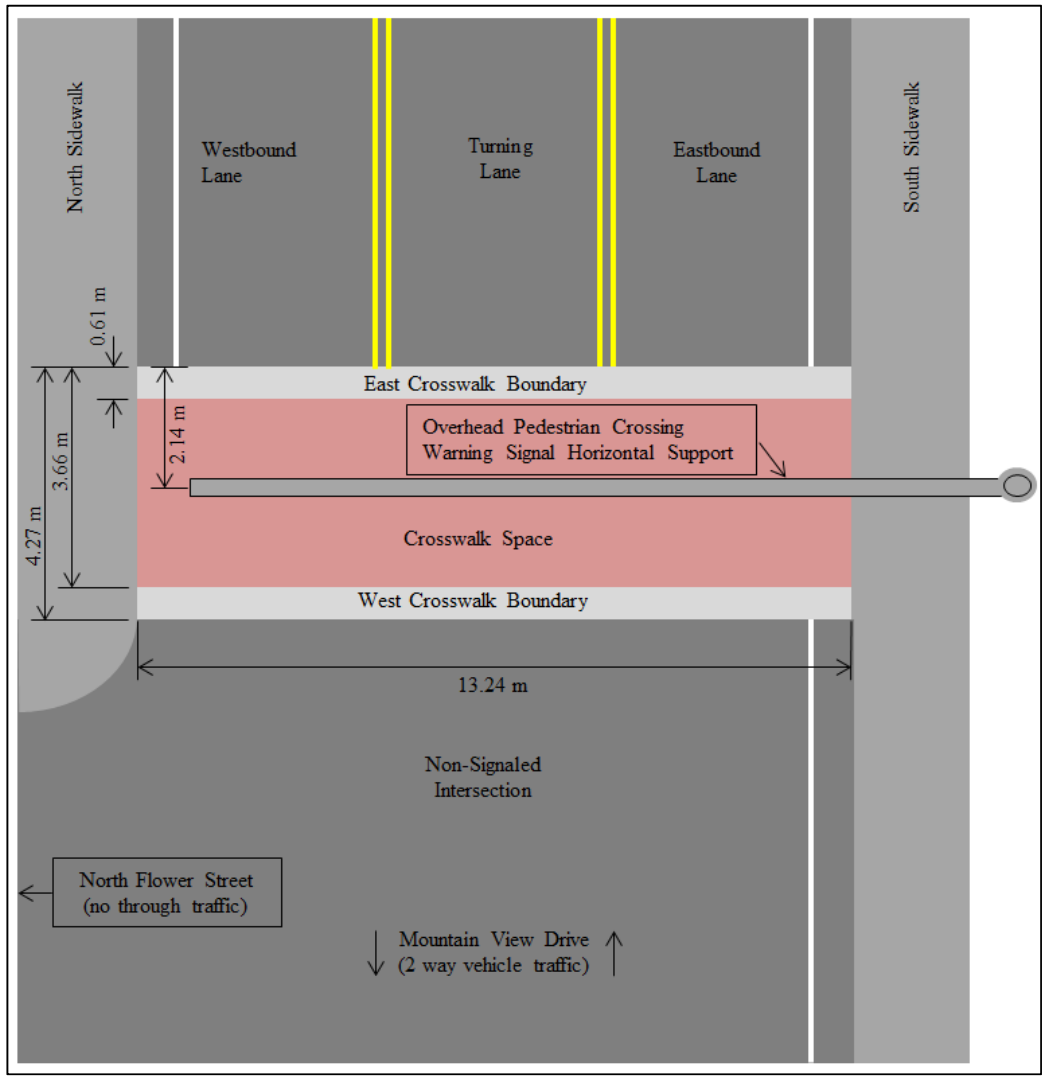 North Sidewalk
Westbound
Lane
Turning
Lane
Eastbound
Lane
South Sidewalk
0.61 m
East Crosswalk Boundary
2.14 m
3.66 m
4.27 m
Overhead Pedestrian Crossing
Warning Signal Horizontal Support
Crosswalk Space
West Crosswalk Boundary
13.24 m
Non-Signaled
Intersection
North Flower Street
(no through traffic)
Mountain View Drive
(2 way vehicle traffic)